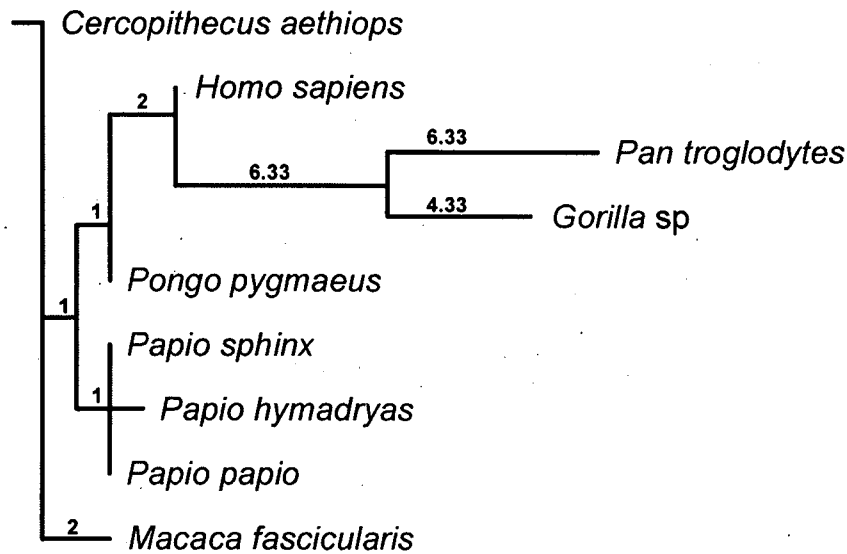 Cercopithecus aethiops
Homo sapiens
2
6.33
Pan troglodytes
6.33
4.33
Gorilla sp
1
Pongo pygmaeus
1
Papio sphinx
1
Papio hymadryas
Papio papio
2
Macaca fascicularis